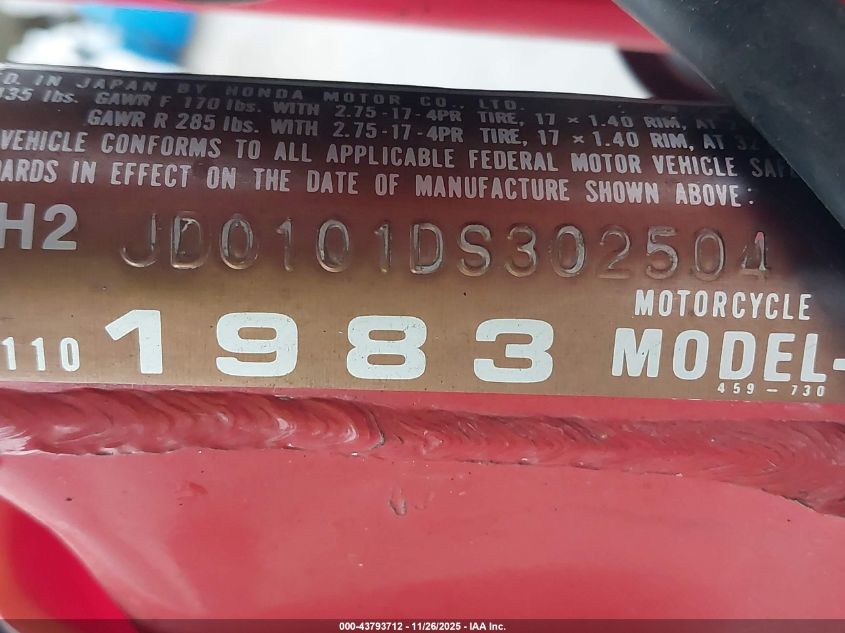 D. IN JAPAN BY HONDA MOTOR CO., LTD.
35 lbs. GAWR F 170 lbs. WITH 2.75-17-4PR TIRE, 17 × 1.40 RIM, AT
GAWR R 285 lbs. WITH 2.75-17-4PR TIRE, 17 × 1.40 RIM, AT 32
VEHICLE CONFORMS TO ALL APPLICABLE FEDERAL MOTOR VEHICLE SAFE
ARDS IN EFFECT ON THE DATE OF MANUFACTURE SHOWN ABOVE:
H2 JD0101DS302504
MOTORCYCLE
110 1983 MODEL-
459-730
000-43793712 - 11/26/2025 - IAA Inc.